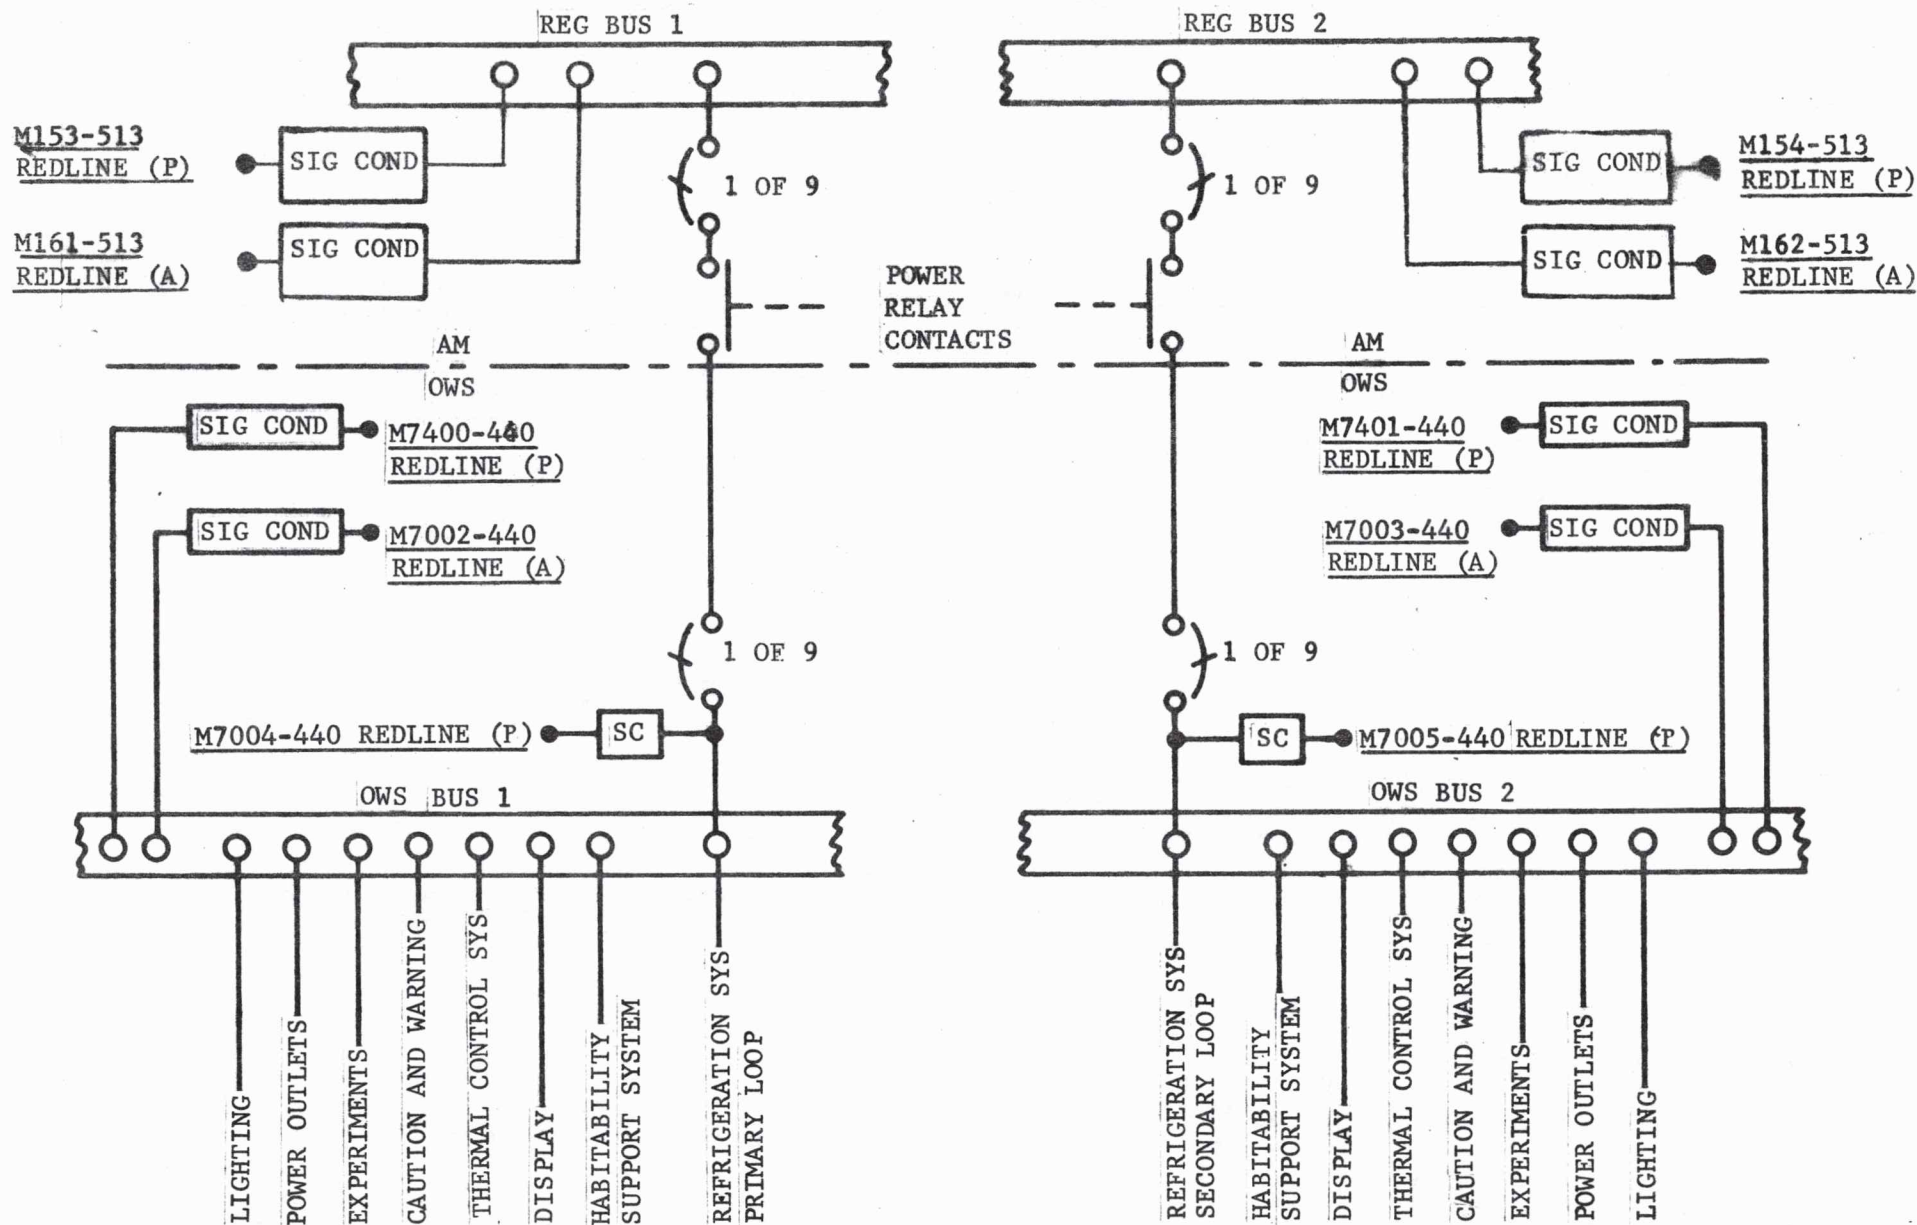 REG BUS 1
REG BUS 2
M153-513
REDLINE (P)
SIG COND
1 OF 9
1 OF 9
SIG COND
M154-513
REDLINE (P)
M161-513
REDLINE (A)
SIG COND
POWER
RELAY
CONTACTS
SIG COND
M162-513
REDLINE (A)
AM
OWS
AM
OWS
SIG COND
M7400-440
REDLINE (P)
M7401-440
REDLINE (P)
SIG COND
SIG COND
M7002-440
REDLINE (A)
M7003-440
REDLINE (A)
SIG COND
1 OF 9
1 OF 9
M7004-440 REDLINE (P)
SC
SC
M7005-440 REDLINE (P)
OWS BUS 1
OWS BUS 2
LIGHTING
POWER OUTLETS
EXPERIMENTS
CAUTION AND WARNING
THERMAL CONTROL SYS
DISPLAY
HABITABILITY
SUPPORT SYSTEM
REFRIGERATION SYS
PRIMARY LOOP
REFRIGERATION SYS
SECONDARY LOOP
HABITABILITY
SUPPORT SYSTEM
DISPLAY
THERMAL CONTROL SYS
CAUTION AND WARNING
EXPERIMENTS
POWER OUTLETS
LIGHTING